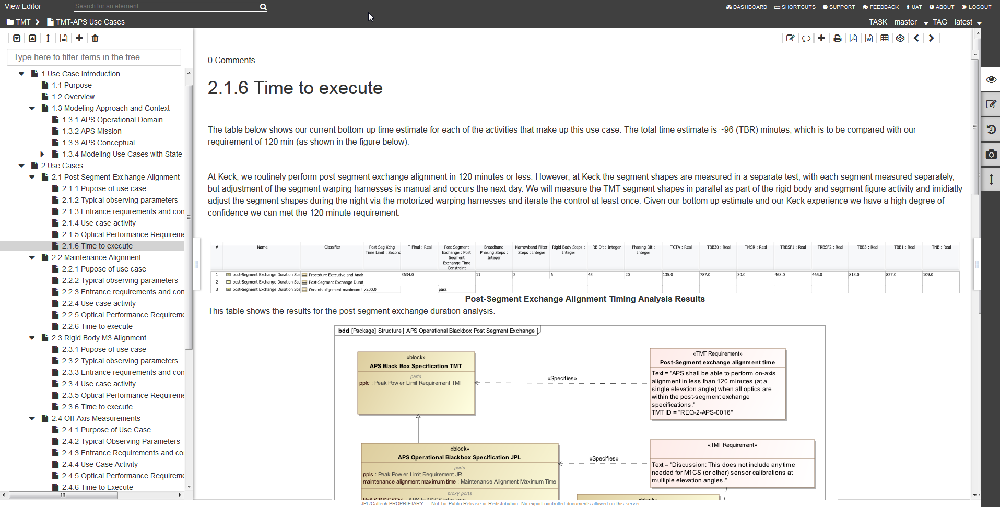 View Editor
Search for an element
DASHBOARD
SHORTCUTS
SUPPORT
FEEDBACK
UAT
ABOUT
LOGOUT
TMT
TMT-APS Use Cases
TASK master TAG latest
Type here to filter items in the tree
1 Use Case Introduction
1.1 Purpose
1.2 Overview
1.3 Modeling Approach and Context
1.3.1 APS Operational Domain
1.3.2 APS Mission
1.3.3 APS Conceptual
1.3.4 Modeling Use Cases with State
2 Use Cases
2.1 Post Segment-Exchange Alignment
2.1.1 Pupose of use case
2.1.2 Typical observing parameters
2.1.3 Entrance requirements and con
2.1.4 Use case activity
2.1.5 Optical Performance Requireme
2.1.6 Time to execute
2.2 Maintenance Alignment
2.2.1 Pupose of use case
2.2.2 Typical observing parameters
2.2.3 Entrance requirements and con
2.2.4 Use case activity
2.2.5 Optical Performance Requireme
2.2.6 Time to execute
2.3 Rigid Body M3 Alignment
2.3.1 Pupose of use case
2.3.2 Typical observing parameters
2.3.3 Entrance requirements and con
2.3.4 Use case activity
2.3.5 Optical Performance Requireme
2.3.6 Time to execute
2.4 Off-Axis Measurements
2.4.1 Purpose of Use Case
2.4.2 Typical Observing Parameters
2.4.3 Entrance Requirements and co
2.4.4 Use Case Activity
2.4.5 Optical Performance Requireme
2.4.6 Time to Execute
0 Comments
2.1.6 Time to execute
The table below shows our current bottom-up time estimate for each of the activities that make up this use case. The total time estimate is ~96 (TBR) minutes, which is to be compared with our
requirement of 120 min (as shown in the figure below).
At Keck, we routinely perform post-segment exchange alignment in 120 minutes or less. However, at Keck the segment shapes are measured in a separate test, with each segment measured separately,
but adjustment of the segment warping harnesses is manual and occurs the next day. We will measure the TMT segment shapes in parallel as part of the rigid body and segment figure activity and imidiatly
adjust the segment shapes during the night via the motorized warping harnesses and iterate the control at least once. Given our bottom up estimate and our Keck experience we have a high degree of
confidence we can met the 120 minute requirement.
# Name Classifier Post Seg Xchg Time Limit : Second T Final : Real Post Segment Exchange : Post Segment Exchange Time Constraint Broadband Phasing Steps : Integer Narrowband Filter Steps : Integer Rigid Body Steps : Integer RB Dit : Integer Phasing Dit : Integer TCTA : Real TBB30 : Real TMSR : Real TRBSF1 : Real TRBSF2 : Real TBB3 : Real TBB1 : Real TNB : Real
1 post-Segment Exchange Duration Sce Procedure Executive and Anal 3634.0 11 2 6 45 20 135.0 787.0 30.0 468.0 465.0 813.0 827.0 109.0
2 post-Segment Exchange Duration Sce Post-Segment Exchange Durat
3 post-Segment Exchange Duration Sce On-axis alignment maximum t 7200.0 pass
Post-Segment Exchange Alignment Timing Analysis Results
This table shows the results for the post segment exchange duration analysis.
bdd [Package] Structure [ APS Operational Blackbox Post Segment Exchange ]
«block»
APS Black Box Specification TMT
parts
pplc : Peak Power Limit Requirement TMT
«Specifies»
«TMT Requirement»
Post-Segment exchange alignment time
Text = "APS shall be able to perform on-axis
alignment in less than 120 minutes (at a
single elevation angle) when all optics are
within the post-segment exchange
specifications."
TMT ID = "REQ-2-APS-0016"
«block»
APS Operational Blackbox Specification JPL
parts
ppls : Peak Power Limit Requirement JPL
maintenance alignment maximum time : Maintenance Alignment Maximum Time
proxy ports
«Specifies»
«TMT Requirement»
Text = "Discussion: This does not include any time
needed for M1CS (or other) sensor calibrations at
multiple elevation angles."
JPL/Caltech PROPRIETARY — Not for Public Release or Redistribution. No export controlled documents allowed on this server.